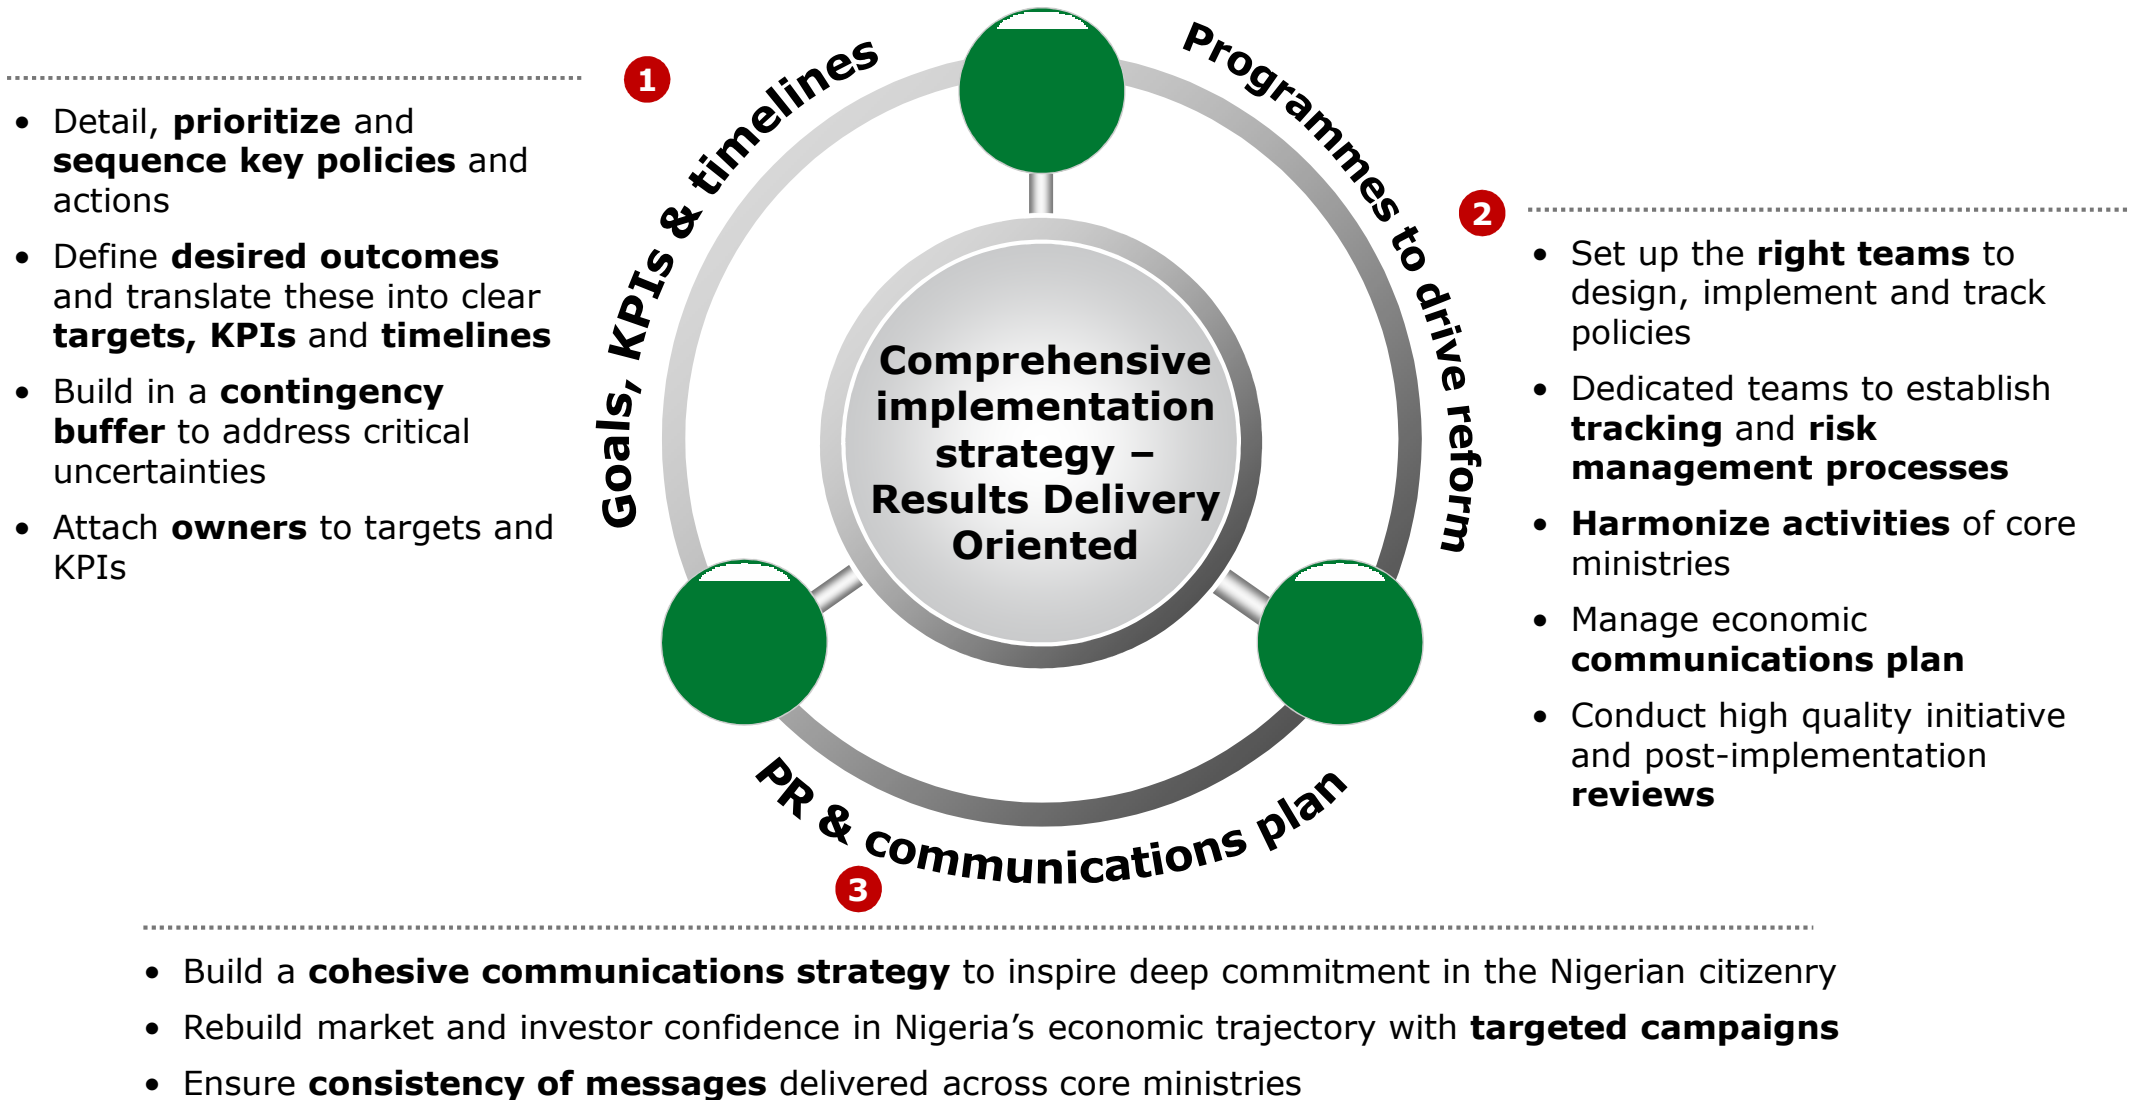 1
Goals, KPIs & timelines
• Detail, prioritize and
sequence key policies and
actions
• Define desired outcomes
and translate these into clear
targets, KPIs and timelines
• Build in a contingency
buffer to address critical
uncertainties
• Attach owners to targets and
KPIs
Comprehensive
implementation
strategy –
Results Delivery
Oriented
Programmes to drive reform
2
• Set up the right teams to
design, implement and track
policies
• Dedicated teams to establish
tracking and risk
management processes
• Harmonize activities of core
ministries
• Manage economic
communications plan
• Conduct high quality initiative
and post-implementation
reviews
PR & communications plan
3
• Build a cohesive communications strategy to inspire deep commitment in the Nigerian citizenry
• Rebuild market and investor confidence in Nigeria’s economic trajectory with targeted campaigns
• Ensure consistency of messages delivered across core ministries